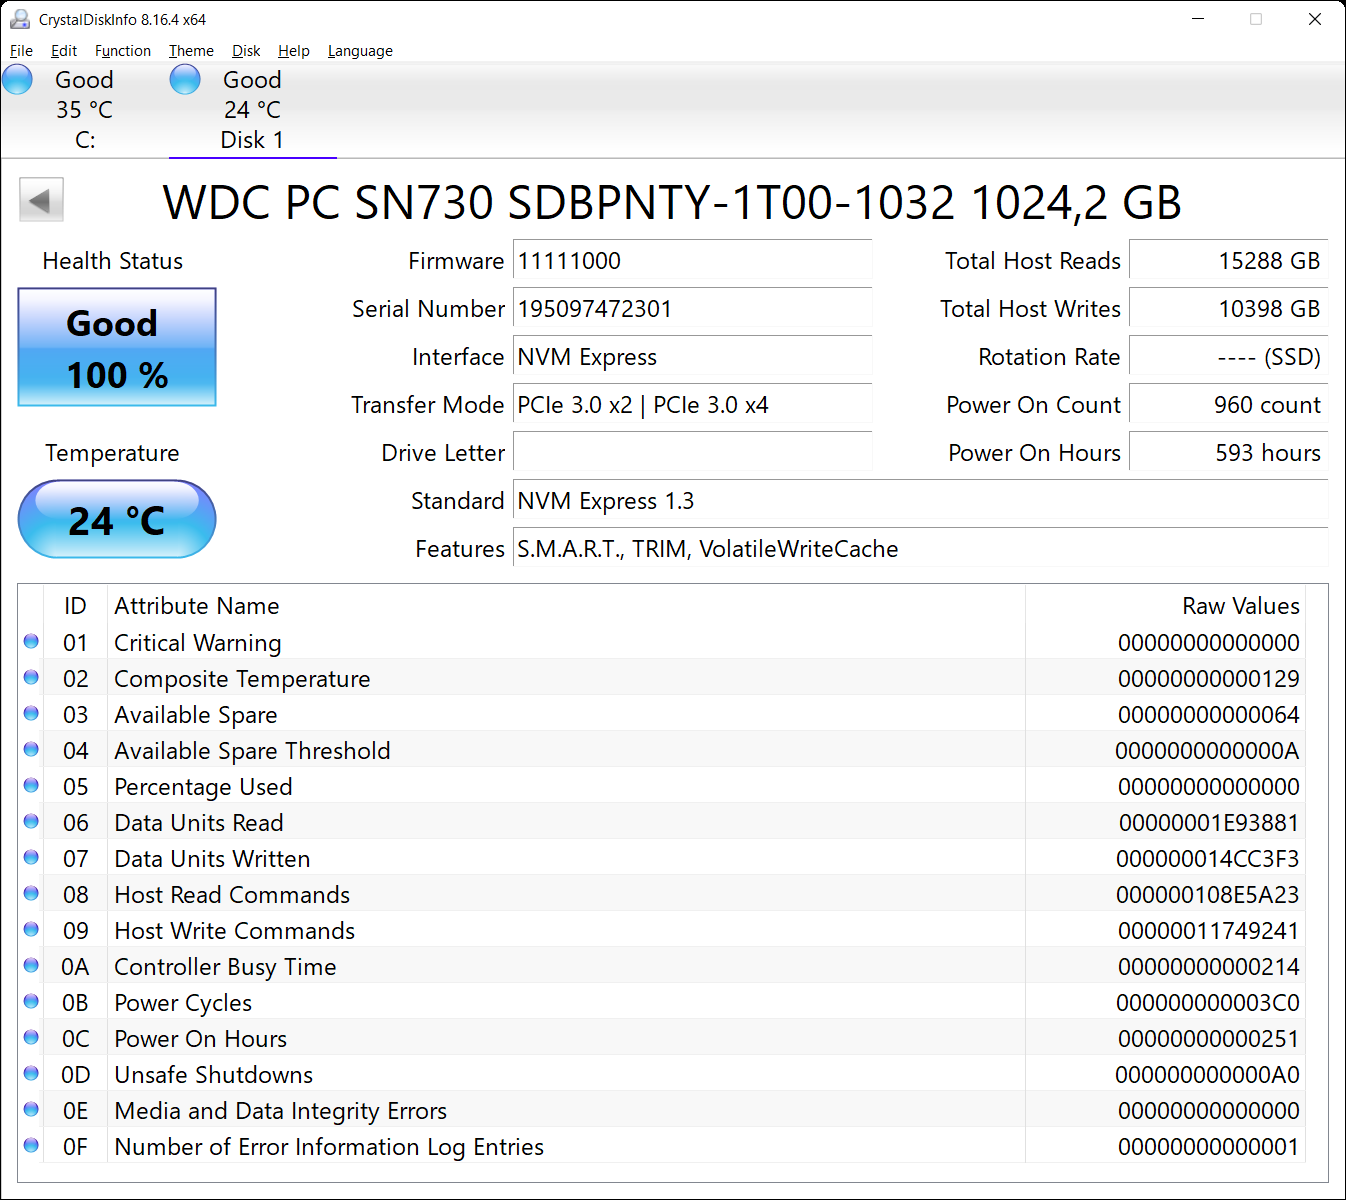 CrystalDiskInfo 8.16.4 x64
File Edit Function Theme Disk Help Language
Good Good
35 °C 24 °C
C: Disk 1
WDC PC SN730 SDBPNTY-1T00-1032 1024,2 GB
Health Status Firmware 11111000 Total Host Reads 15288 GB
Good Serial Number 195097472301 Total Host Writes 10398 GB
100 % Interface NVM Express Rotation Rate ---- (SSD)
Transfer Mode PCIe 3.0 x2 | PCIe 3.0 x4 Power On Count 960 count
Temperature Drive Letter Power On Hours 593 hours
24 °C Standard NVM Express 1.3
Features S.M.A.R.T., TRIM, VolatileWriteCache
ID Attribute Name Raw Values
01 Critical Warning 00000000000000
02 Composite Temperature 00000000000129
03 Available Spare 00000000000064
04 Available Spare Threshold 0000000000000A
05 Percentage Used 00000000000000
06 Data Units Read 00000001E93881
07 Data Units Written 000000014CC3F3
08 Host Read Commands 000000108E5A23
09 Host Write Commands 00000011749241
0A Controller Busy Time 00000000000214
0B Power Cycles 000000000003C0
0C Power On Hours 00000000000251
0D Unsafe Shutdowns 000000000000A0
0E Media and Data Integrity Errors 00000000000000
0F Number of Error Information Log Entries 00000000000001